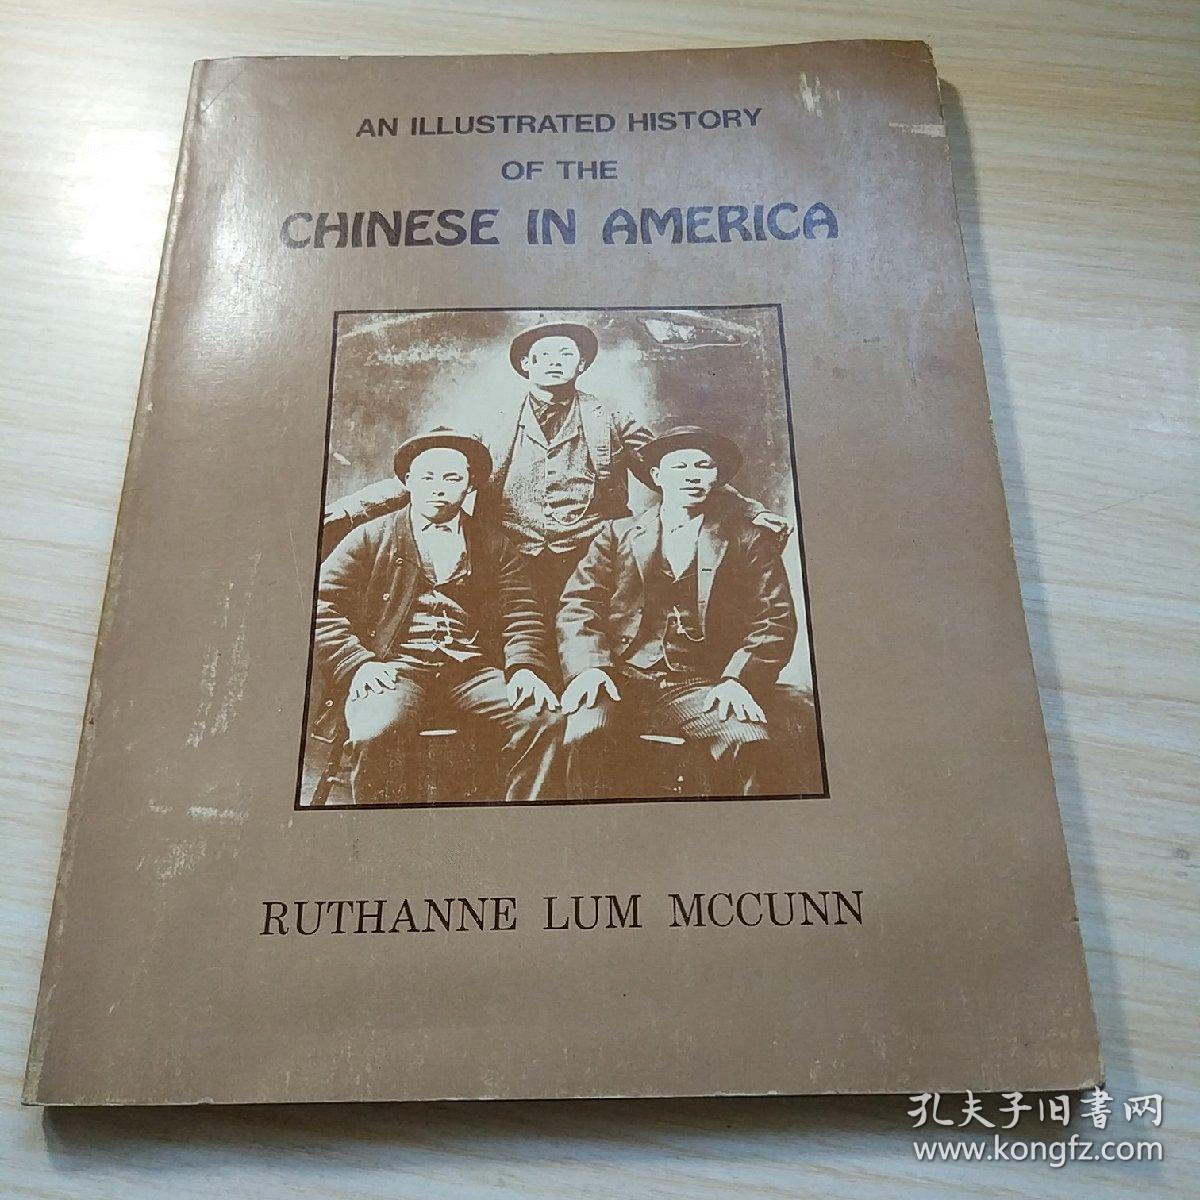 AN ILLUSTRATED HISTORY
OF THE
CHINESE IN AMERICA
RUTHANNE LUM MCCUNN
孔夫子旧書网
www.kongfz.com